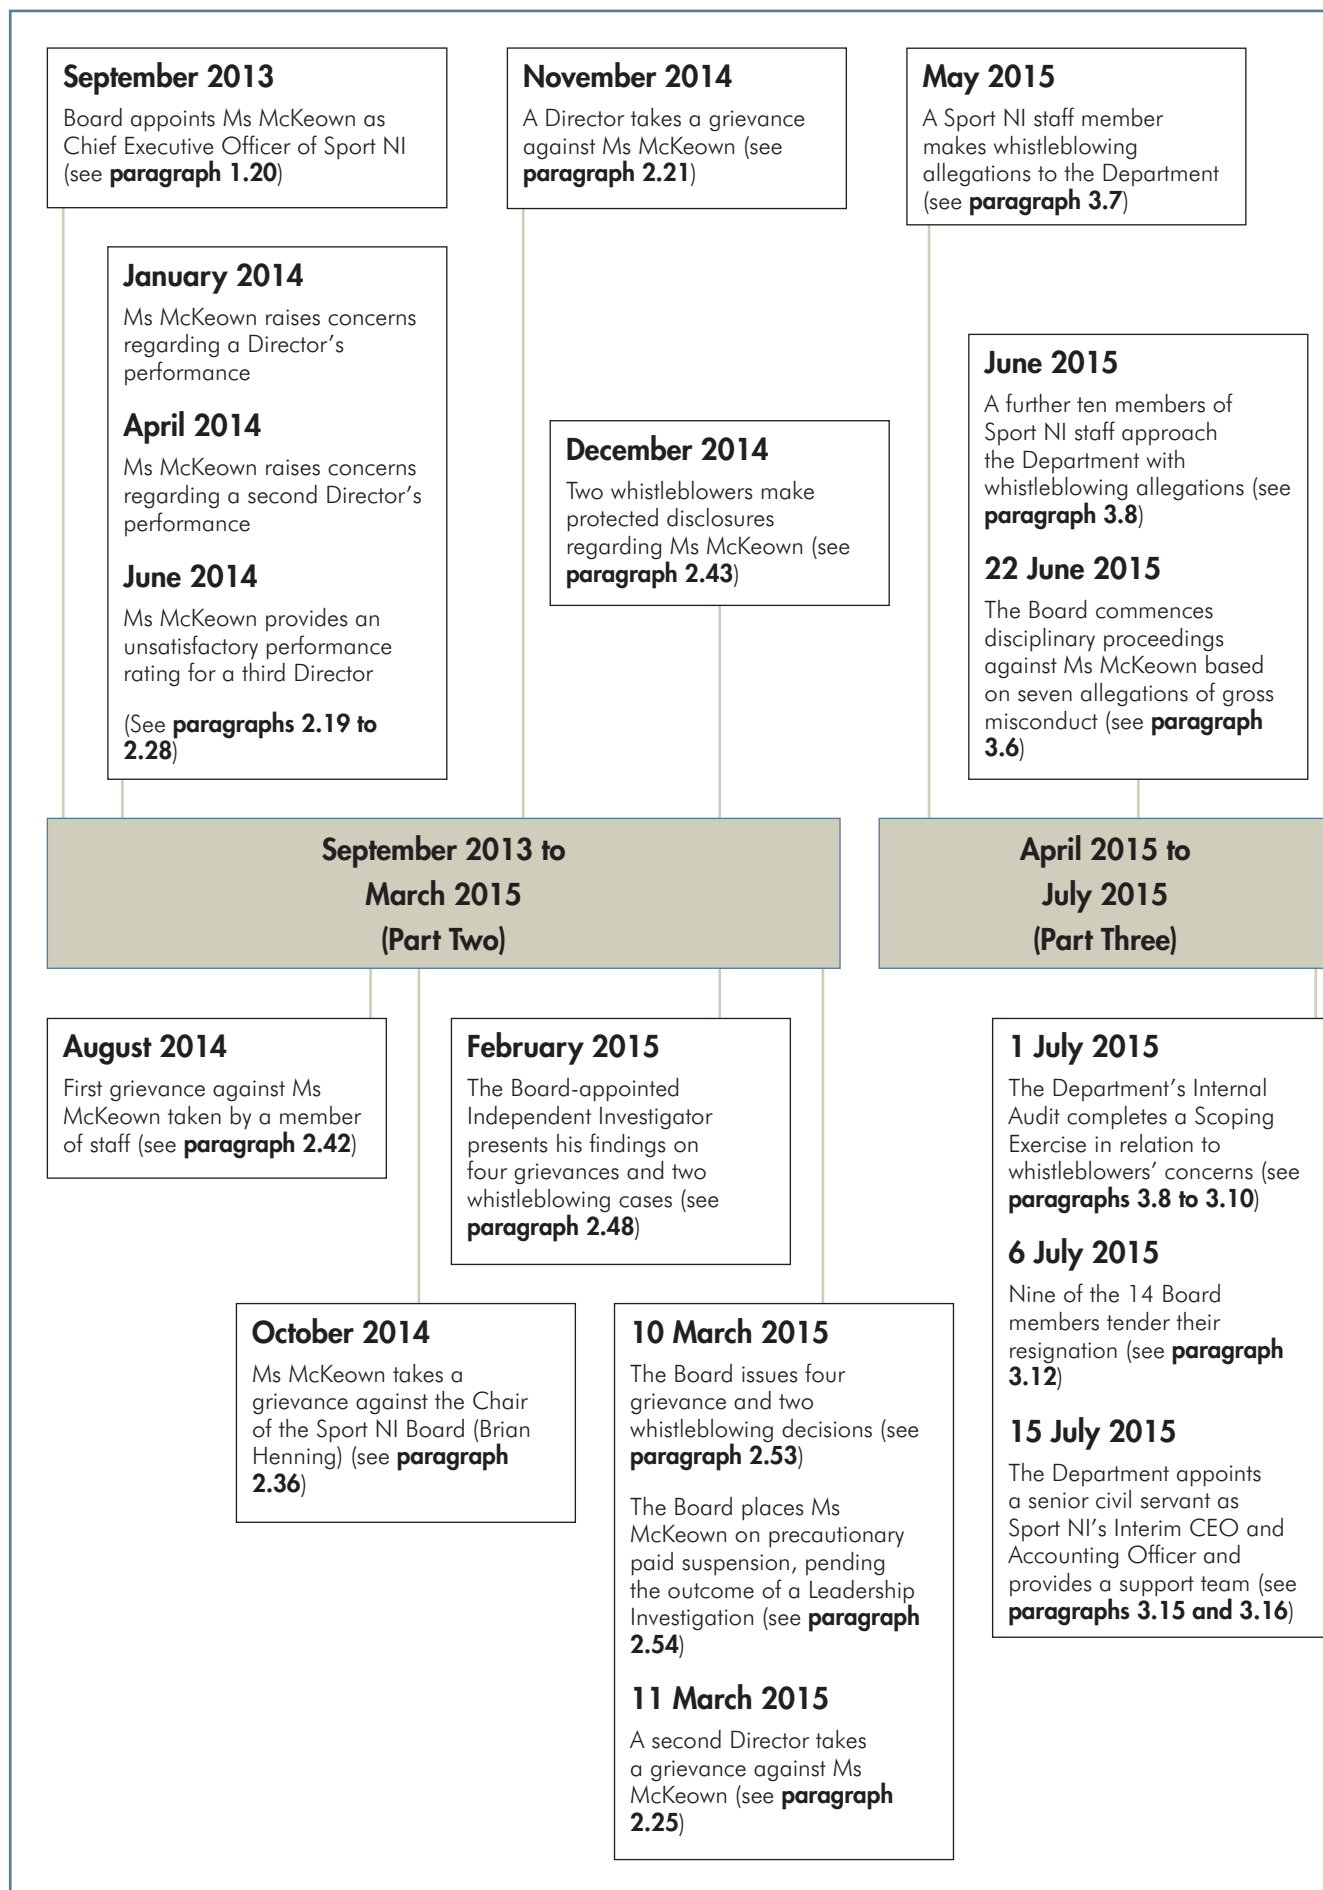 September 2013
Board appoints Ms McKeown as
Chief Executive Officer of Sport NI
(see paragraph 1.20)
January 2014
Ms McKeown raises concerns
regarding a Director's
performance
April 2014
Ms McKeown raises concerns
regarding a second Director's
performance
June 2014
Ms McKeown provides an
unsatisfactory performance
rating for a third Director
(See paragraphs 2.19 to
2.28)
November 2014
A Director takes a grievance
against Ms McKeown (see
paragraph 2.21)
December 2014
Two whistleblowers make
protected disclosures
regarding Ms McKeown (see
paragraph 2.43)
May 2015
A Sport NI staff member
makes whistleblowing
allegations to the Department
(see paragraph 3.7)
June 2015
A further ten members of
Sport NI staff approach
the Department with
whistleblowing allegations (see
paragraph 3.8)
22 June 2015
The Board commences
disciplinary proceedings
against Ms McKeown based
on seven allegations of gross
misconduct (see paragraph
3.6)
September 2013 to
March 2015
(Part Two)
April 2015 to
July 2015
(Part Three)
August 2014
First grievance against Ms
McKeown taken by a member
of staff (see paragraph 2.42)
October 2014
Ms McKeown takes a
grievance against the Chair
of the Sport NI Board (Brian
Henning) (see paragraph
2.36)
February 2015
The Board-appointed
Independent Investigator
presents his findings on
four grievances and two
whistleblowing cases (see
paragraph 2.48)
10 March 2015
The Board issues four
grievance and two
whistleblowing decisions (see
paragraph 2.53)
The Board places Ms
McKeown on precautionary
paid suspension, pending
the outcome of a Leadership
Investigation (see paragraph
2.54)
11 March 2015
A second Director takes
a grievance against Ms
McKeown (see paragraph
2.25)
1 July 2015
The Department's Internal
Audit completes a Scoping
Exercise in relation to
whistleblowers' concerns (see
paragraphs 3.8 to 3.10)
6 July 2015
Nine of the 14 Board
members tender their
resignation (see paragraph
3.12)
15 July 2015
The Department appoints
a senior civil servant as
Sport NI's Interim CEO and
Accounting Officer and
provides a support team (see
paragraphs 3.15 and 3.16)